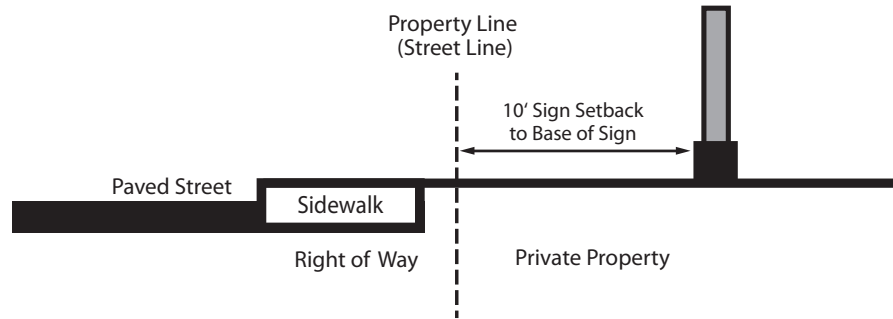 Property Line
(Street Line)
10‘ Sign Setback
to Base of Sign
Paved Street
Sidewalk
Right of Way
Private Property